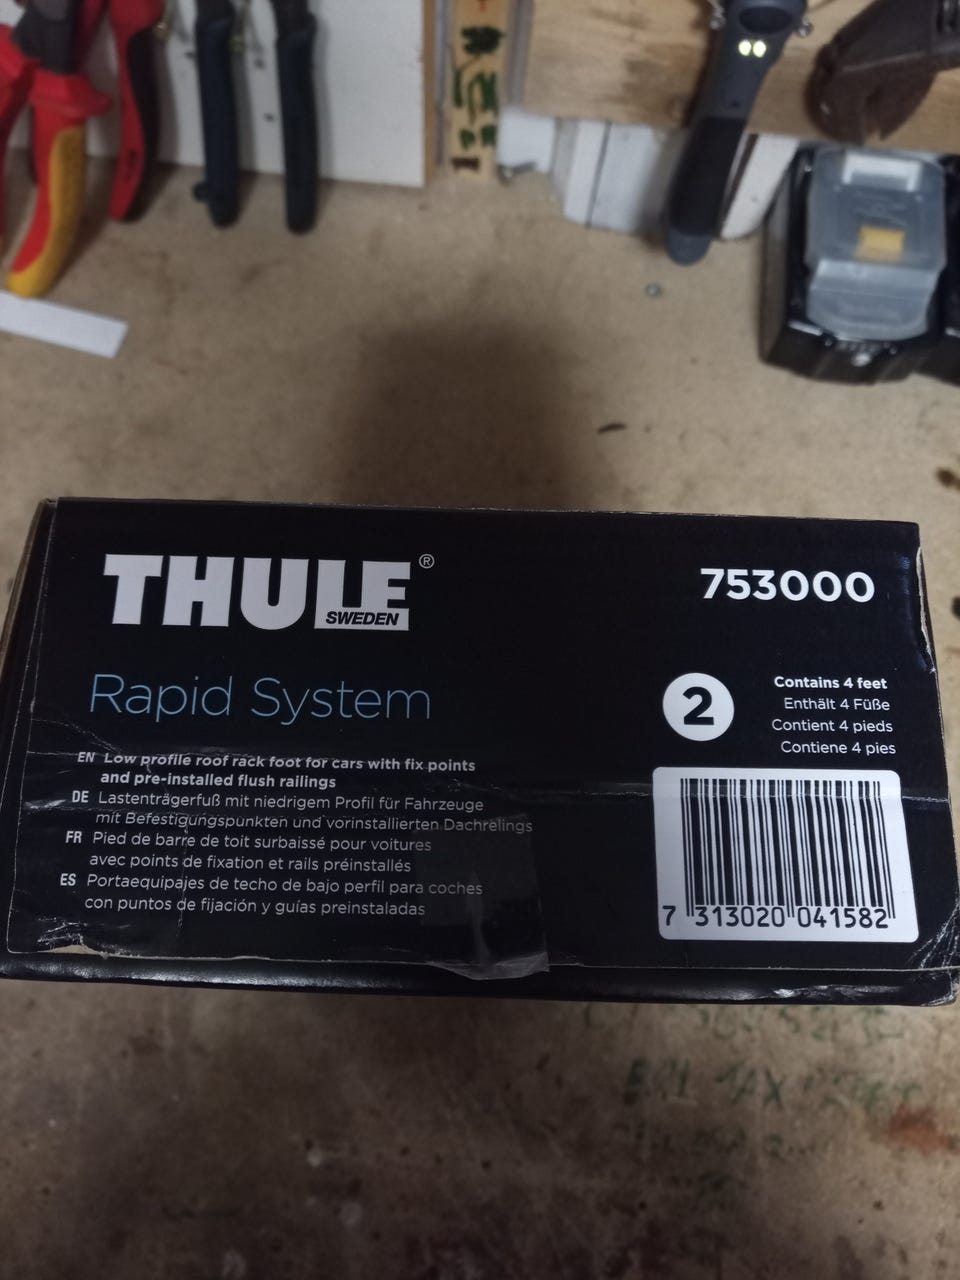 THULE®
SWEDEN
753000
Rapid System
2
Contains 4 feet
Enthält 4 Füße
Contient 4 pieds
Contiene 4 pies
EN Low profile roof rack foot for cars with fix points
and pre-installed flush railings
DE Lastenträgerfuß mit niedrigem Profil für Fahrzeuge
mit Befestigungspunkten und vorinstallierten Dachrelings
FR Pied de barre de toit surbaissé pour voitures
avec points de fixation et rails préinstallés
ES Portaequipajes de techo de bajo perfil para coches
con puntos de fijación y guías preinstaladas
7 313020 041582